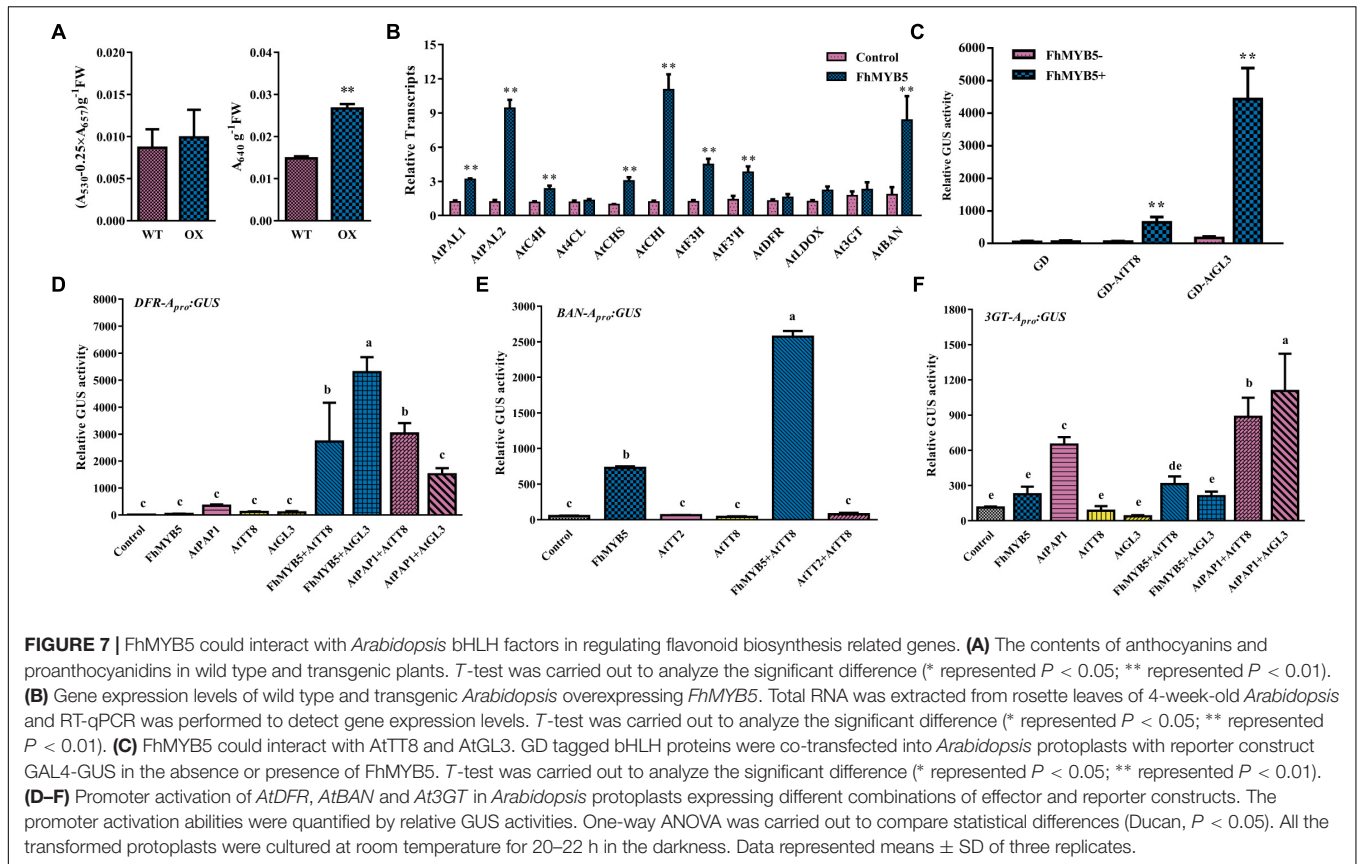 A
(A530-0.25×A657)g-1FW
0.020
0.015
0.010
0.005
0.000
WT OX
A640 g-1FW
0.04
0.03
0.01
0.00
**
WT OX
B
Relative Transcripts
15
12
9
6
3
0
Control
FhMYB5
** ** ** ** ** ** ** **
AtPAL1 AtPAL2 AtC4H At4CL AtCHS AtCHI AtF3H AtF3'H AtDFR AtLDOX At3GT AtBAN
C
Relative GUS activity
6000
5000
4000
3000
2000
1000
0
FhMYB5-
FhMYB5+
** **
GD GD-AtTT8 GD-AtGL3
D
DFR-Apro:GUS
Relative GUS activity
8000
7000
6000
5000
4000
3000
2000
1000
0
c c c c c b a b c
Control FhMYB5 AtPAP1 AtTT8 AtGL3 FhMYB5+AtTT8 FhMYB5+AtGL3 AtPAP1+AtTT8 AtPAP1+AtGL3
E
BAN-Apro:GUS
Relative GUS activity
3000
2500
2000
1500
1000
500
0
c b c c a c
Control FhMYB5 AtTT2 AtTT8 FhMYB5+AtTT8 AtTT2+AtTT8
F
3GT-Apro:GUS
Relative GUS activity
1800
1500
1200
900
600
300
0
e e c e e de e b a
Control FhMYB5 AtPAP1 AtTT8 AtGL3 FhMYB5+AtTT8 FhMYB5+AtGL3 AtPAP1+AtTT8 AtPAP1+AtGL3
FIGURE 7 | FhMYB5 could interact with Arabidopsis bHLH factors in regulating flavonoid biosynthesis related genes. (A) The contents of anthocyanins and
proanthocyanidins in wild type and transgenic plants. T-test was carried out to analyze the significant difference (* represented P < 0.05; ** represented P < 0.01).
(B) Gene expression levels of wild type and transgenic Arabidopsis overexpressing FhMYB5. Total RNA was extracted from rosette leaves of 4-week-old Arabidopsis
and RT-qPCR was performed to detect gene expression levels. T-test was carried out to analyze the significant difference (* represented P < 0.05; ** represented
P < 0.01). (C) FhMYB5 could interact with AtTT8 and AtGL3. GD tagged bHLH proteins were co-transfected into Arabidopsis protoplasts with reporter construct
GAL4-GUS in the absence or presence of FhMYB5. T-test was carried out to analyze the significant difference (* represented P < 0.05; ** represented P < 0.01).
(D–F) Promoter activation of AtDFR, AtBAN and At3GT in Arabidopsis protoplasts expressing different combinations of effector and reporter constructs. The
promoter activation abilities were quantified by relative GUS activities. One-way ANOVA was carried out to compare statistical differences (Ducan, P < 0.05). All the
transformed protoplasts were cultured at room temperature for 20–22 h in the darkness. Data represented means ± SD of three replicates.